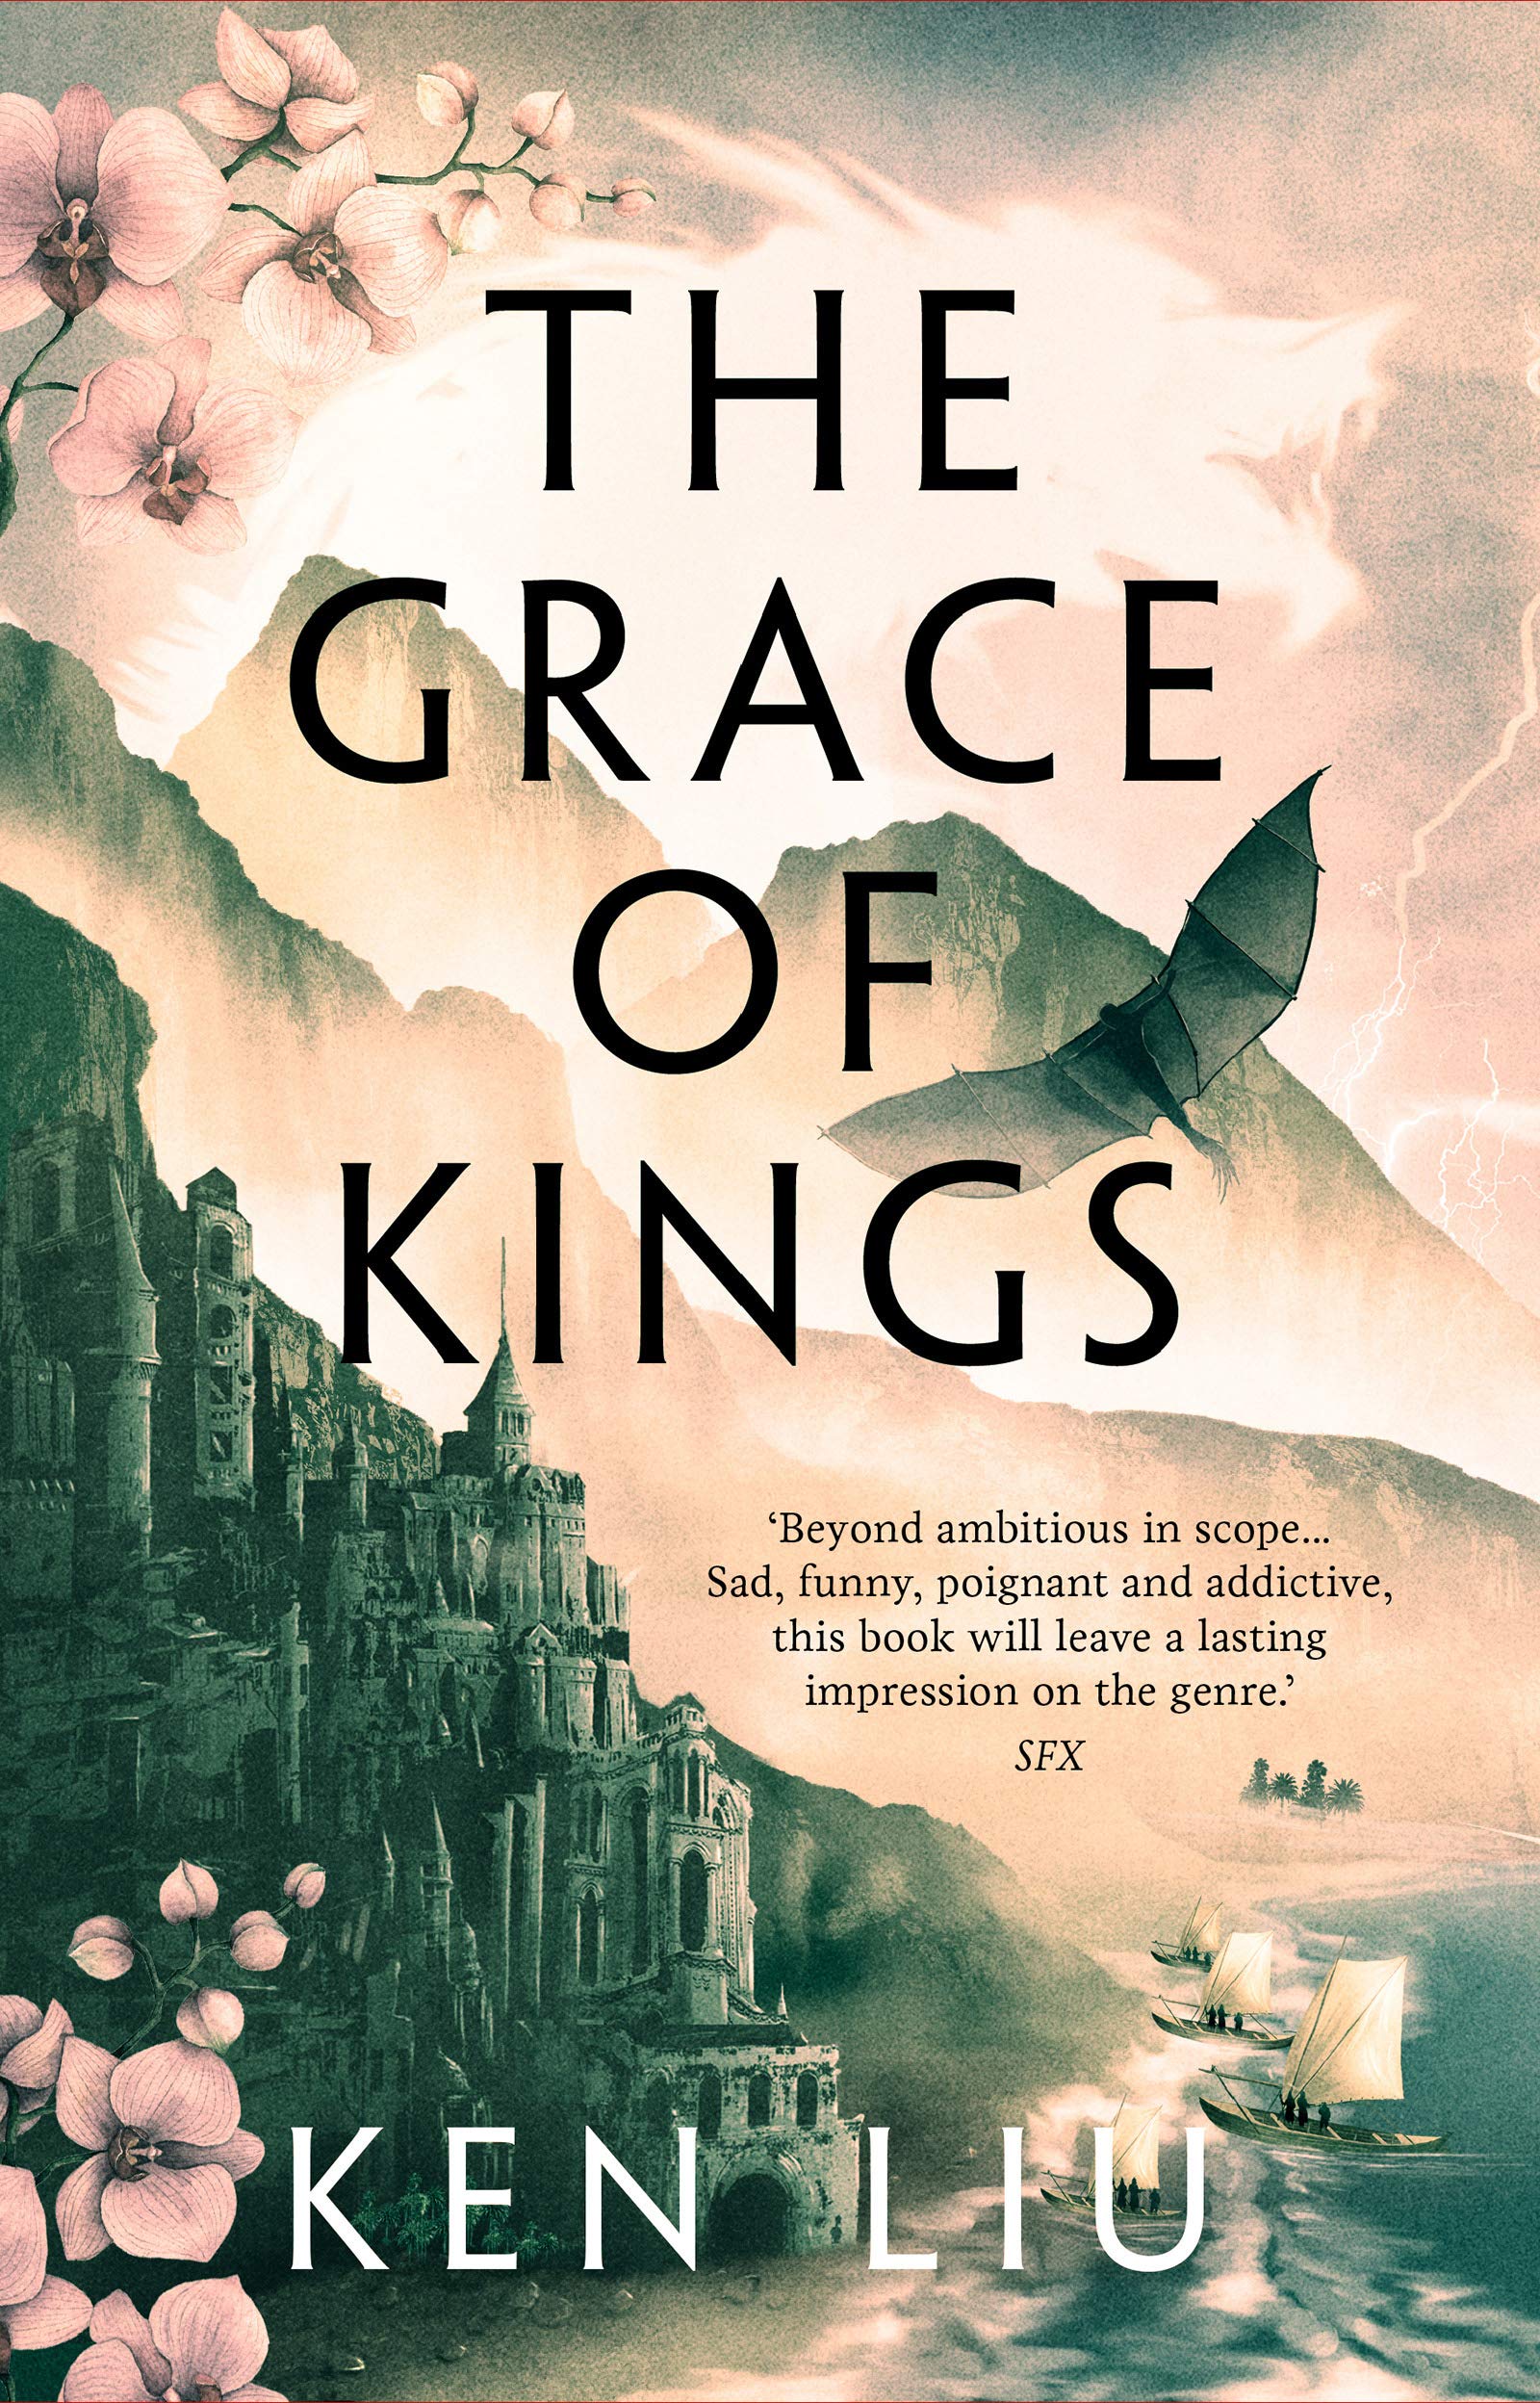 THE
GRACE
OF
KINGS
‘Beyond ambitious in scope...
Sad, funny, poignant and addictive,
this book will leave a lasting
impression on the genre.’
SFX
KEN LIU